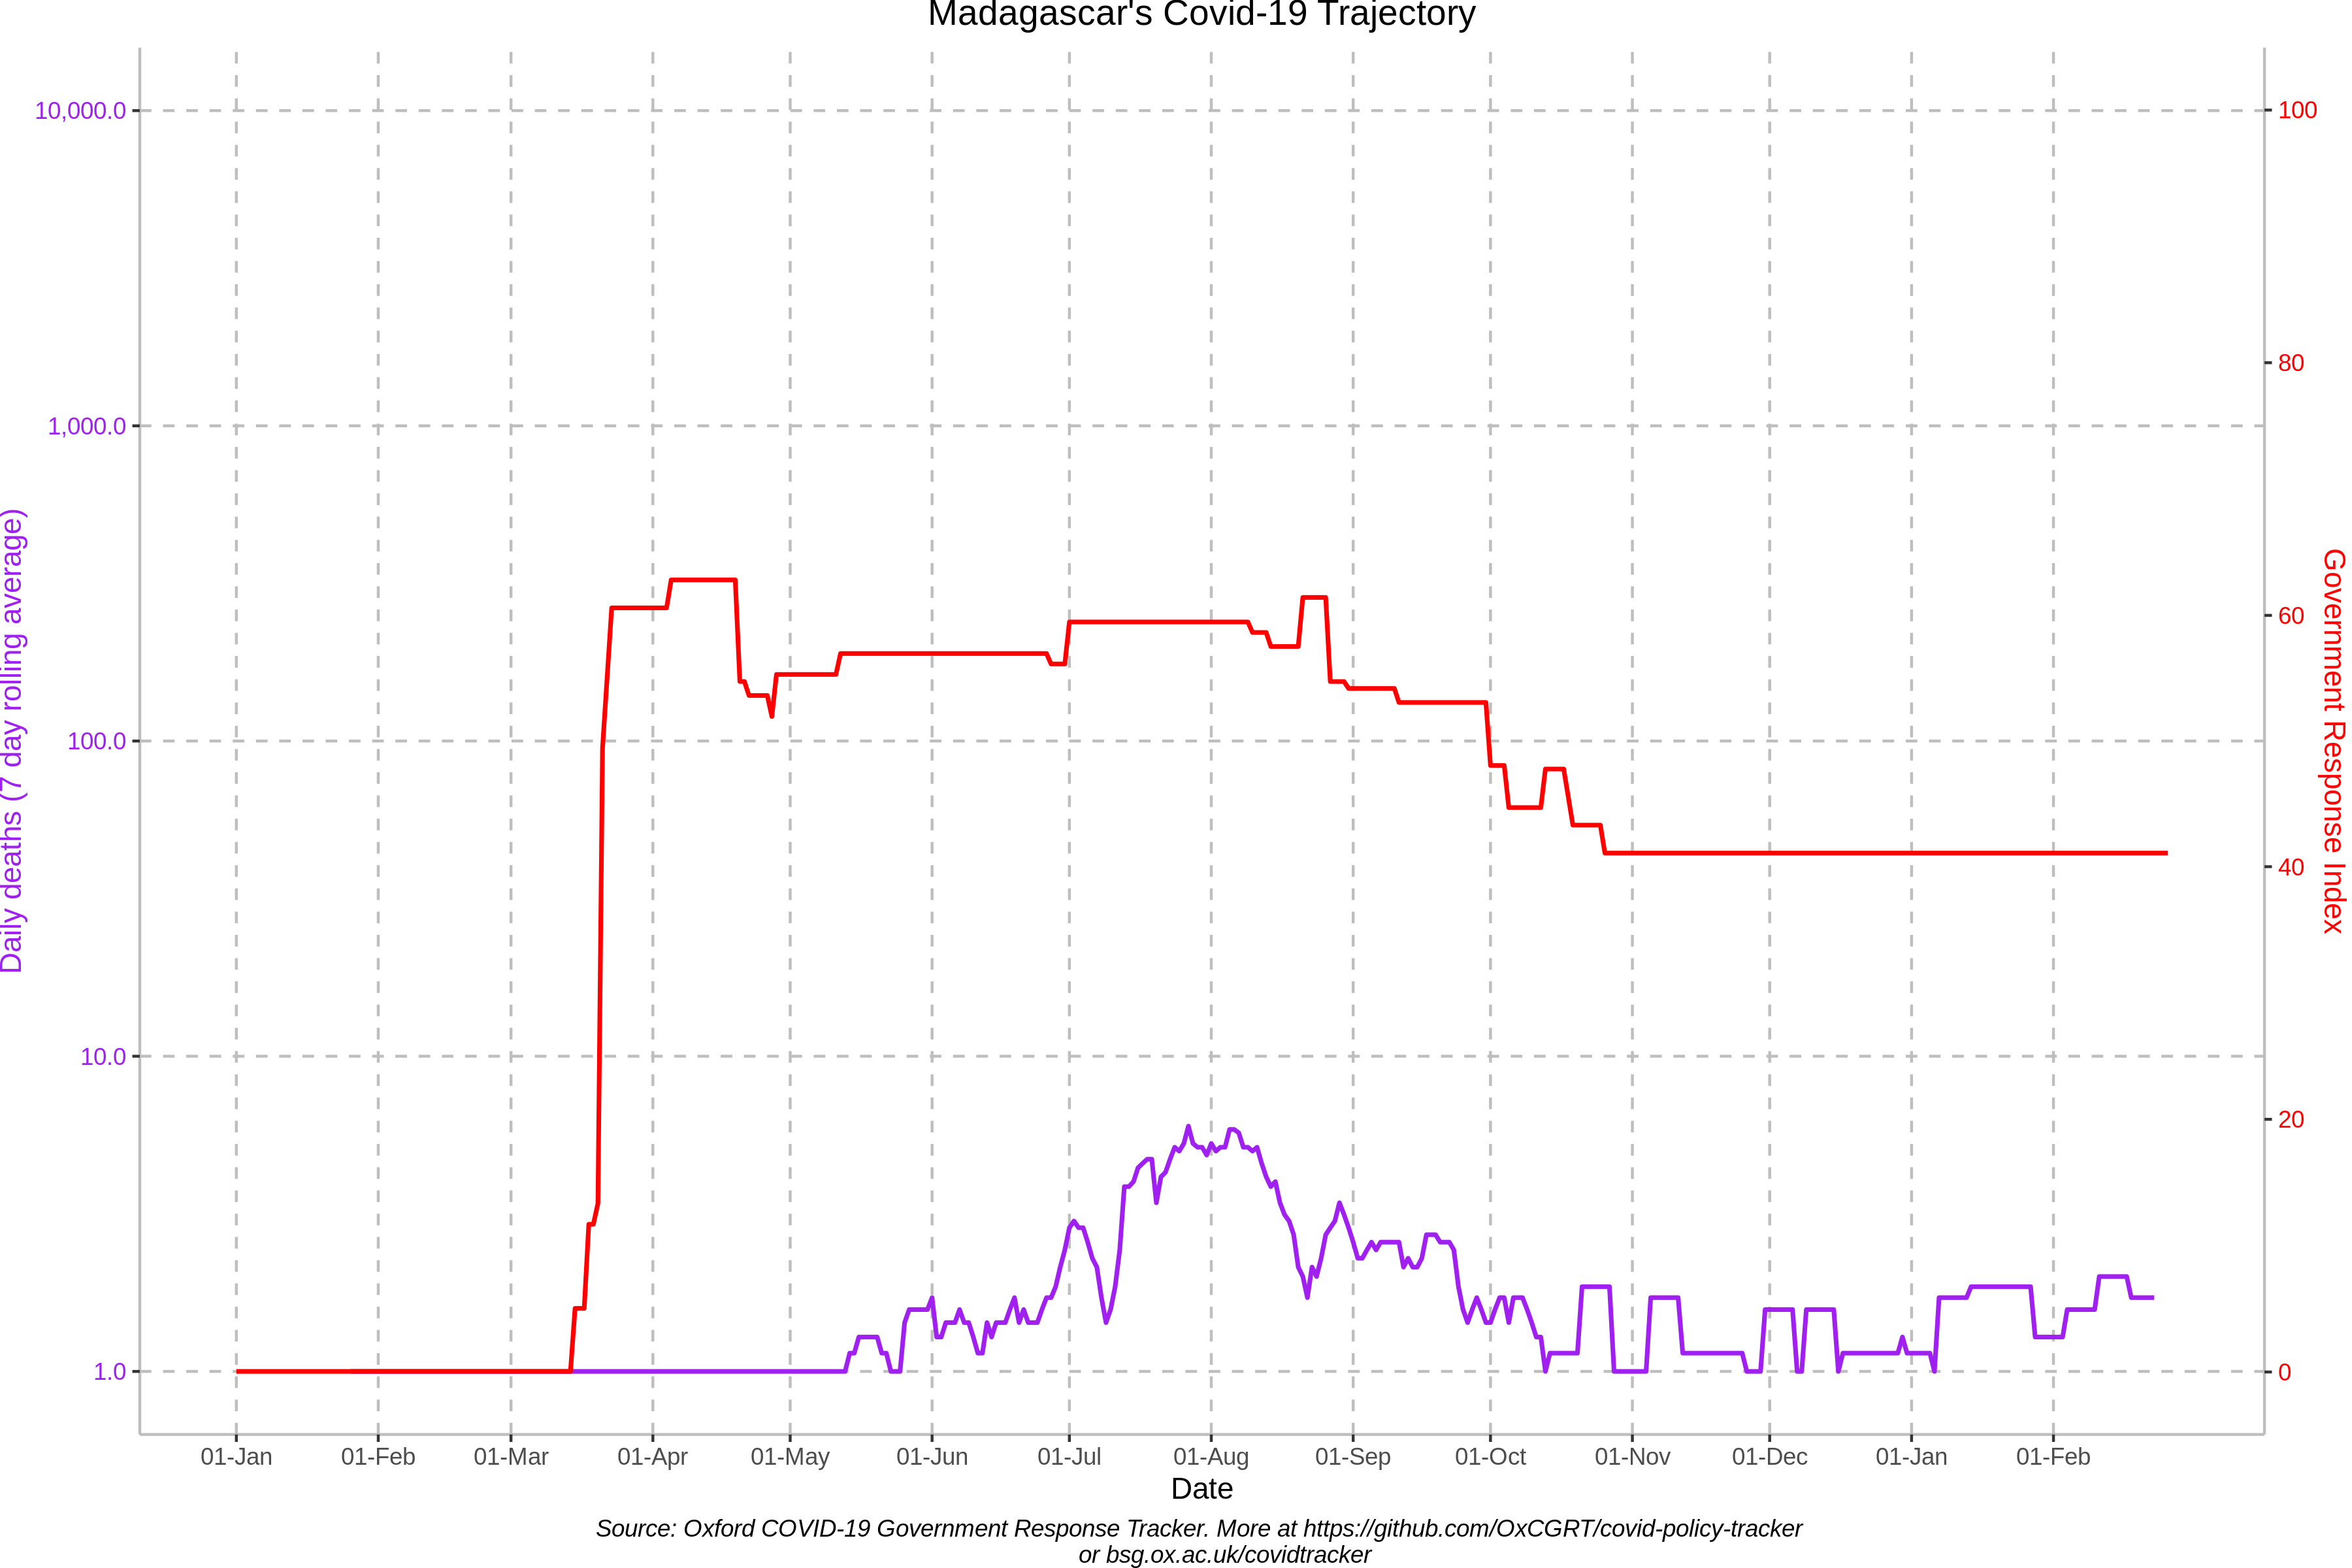 Madagascar's Covid-19 Trajectory
10,000.0
1,000.0
100.0
10.0
1.0
Daily deaths (7 day rolling average)
100
80
60
40
20
0
Government Response Index
01-Jan 01-Feb 01-Mar 01-Apr 01-May 01-Jun 01-Jul 01-Aug 01-Sep 01-Oct 01-Nov 01-Dec 01-Jan 01-Feb
Date
Source: Oxford COVID-19 Government Response Tracker. More at https://github.com/OxCGRT/covid-policy-tracker
or bsg.ox.ac.uk/covidtracker